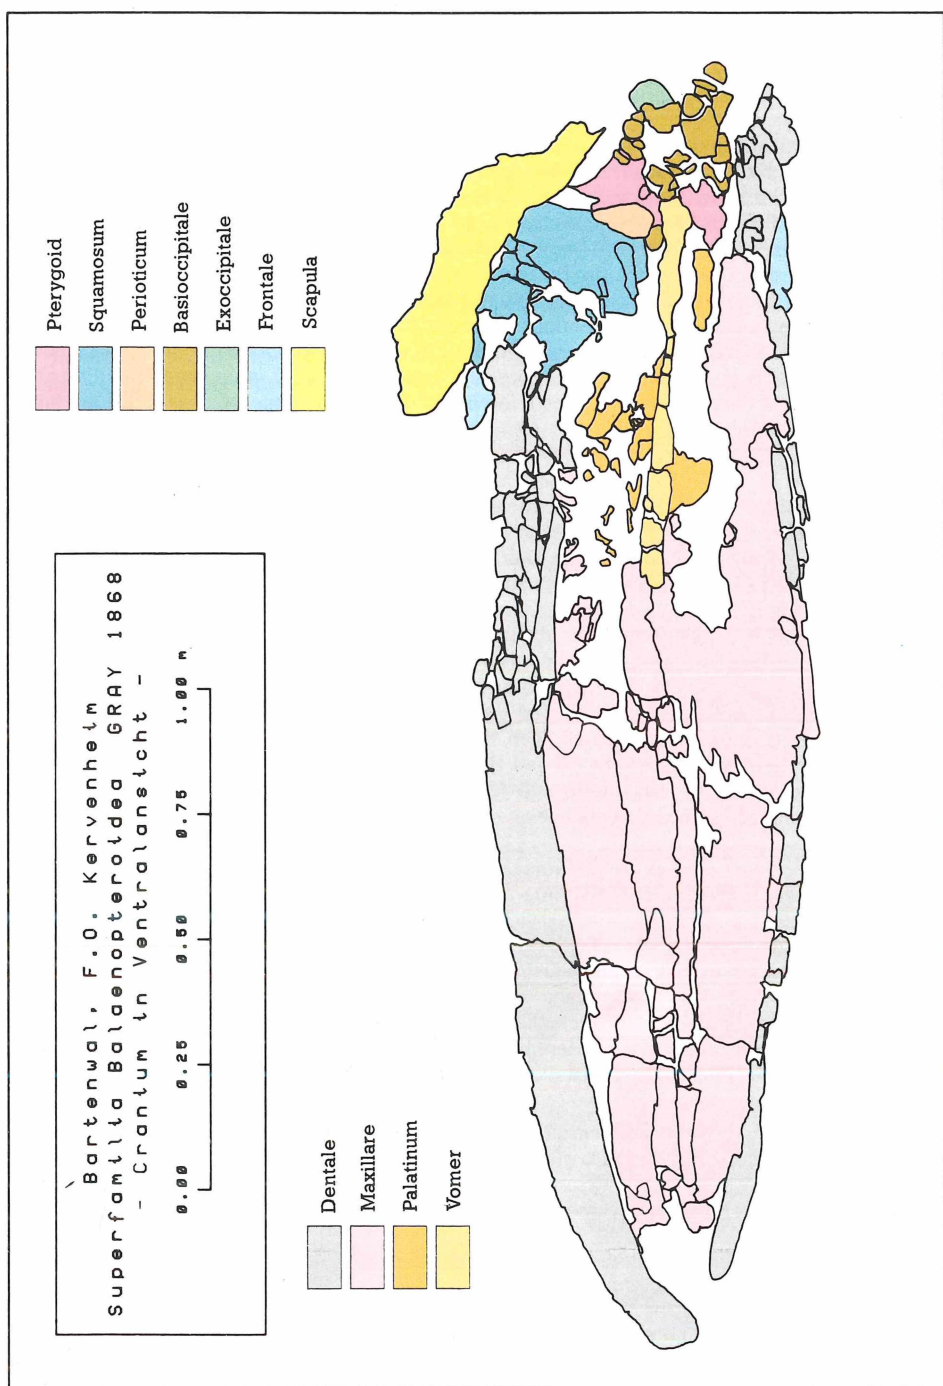 Bartenwal, F.O. Kervenheim
Superfamilia Balaenopteroidea GRAY 1868
- Cranium in Ventralansicht -
0.00 0.25 0.50 0.75 1.00 m
Dentale
Maxillare
Palatinum
Vomer
Pterygoid
Squamosum
Perioticum
Basioccipitale
Exoccipitale
Frontale
Scapula